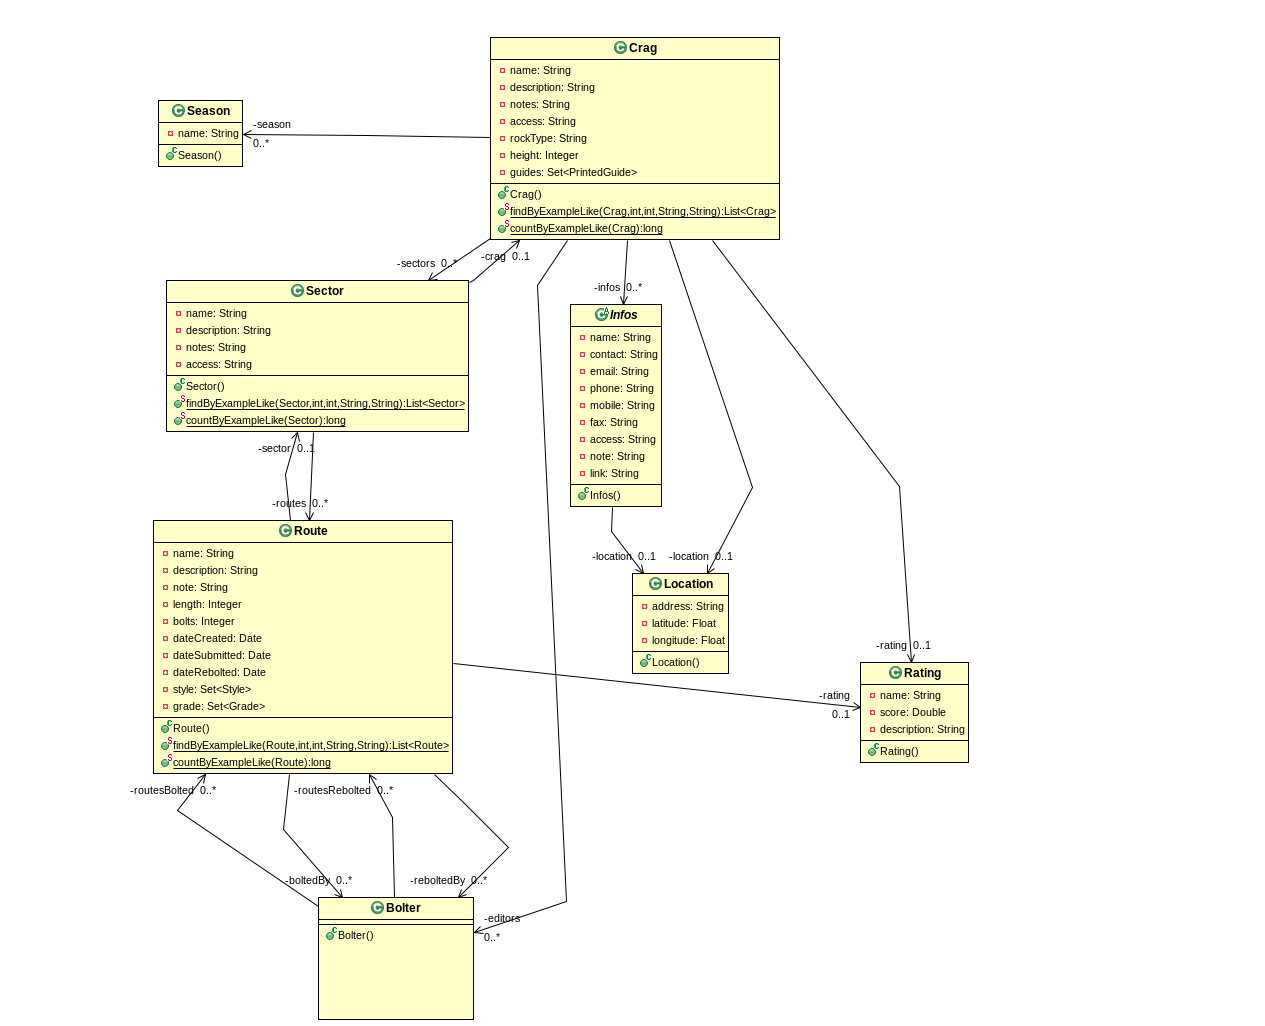 Crag
name: String
description: String
notes: String
access: String
rockType: String
height: Integer
guides: Set<PrintedGuide>
Crag()
findByExampleLike(Crag,int,int,String,String):List<Crag>
countByExampleLike(Crag):long
Season
name: String
Season()
-season
0..*
-sectors 0..*
-crag 0..1
Sector
name: String
description: String
notes: String
access: String
Sector()
findByExampleLike(Sector,int,int,String,String):List<Sector>
countByExampleLike(Sector):long
-infos 0..*
Infos
name: String
contact: String
email: String
phone: String
mobile: String
fax: String
access: String
note: String
link: String
Infos()
-sector 0..1
-routes 0..*
Route
name: String
description: String
note: String
length: Integer
bolts: Integer
dateCreated: Date
dateSubmitted: Date
dateRebolted: Date
style: Set<Style>
grade: Set<Grade>
Route()
findByExampleLike(Route,int,int,String,String):List<Route>
countByExampleLike(Route):long
-location 0..1
-location 0..1
Location
address: String
latitude: Float
longitude: Float
Location()
-rating 0..1
-rating
0..1
Rating
name: String
score: Double
description: String
Rating()
-routesBolted 0..*
-routesRebolted 0..*
-boltedBy 0..*
-reboltedBy 0..*
Bolter
Bolter()
-editors
0..*